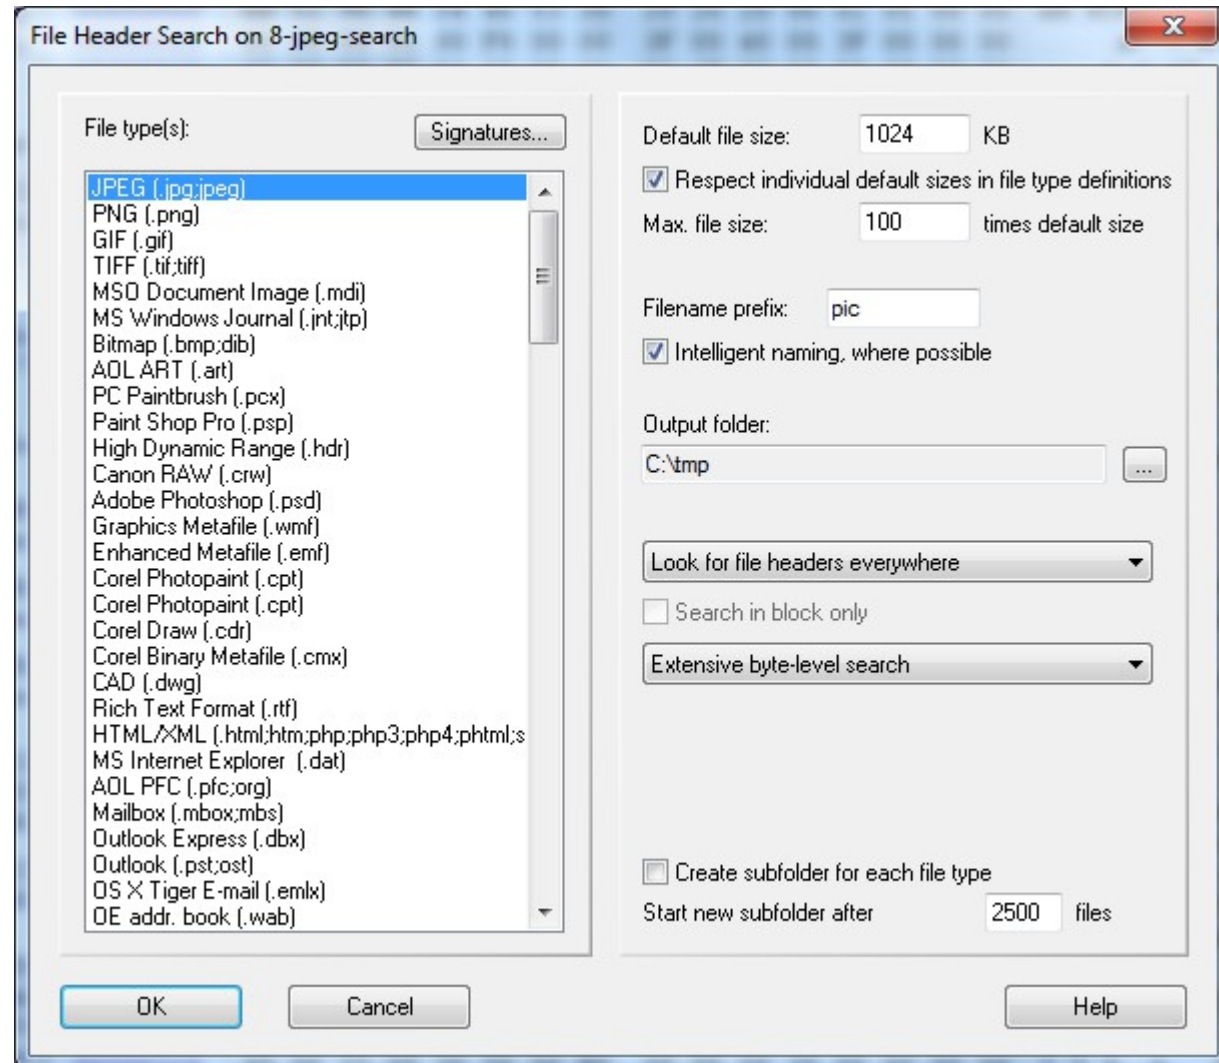 File Header Search on 8-jpeg-search
File type(s):
Signatures...
JPEG (.jpg;jpeg)
PNG (.png)
GIF (.gif)
TIFF (.tif;tiff)
MSO Document Image (.mdi)
MS Windows Journal (.jnt;jtp)
Bitmap (.bmp;dib)
AOL ART (.art)
PC Paintbrush (.pcx)
Paint Shop Pro (.psp)
High Dynamic Range (.hdr)
Canon RAW (.crw)
Adobe Photoshop (.psd)
Graphics Metafile (.wmf)
Enhanced Metafile (.emf)
Corel Photopaint (.cpt)
Corel Photopaint (.cpt)
Corel Draw (.cdr)
Corel Binary Metafile (.cmx)
CAD (.dwg)
Rich Text Format (.rtf)
HTML/XML (.html;htm;php;php3;php4;phtml;s
MS Internet Explorer (.dat)
AOL PFC (.pfc;org)
Mailbox (.mbox;mbs)
Outlook Express (.dbx)
Outlook (.pst;ost)
OS X Tiger E-mail (.emlx)
OE addr. book (.wab)
Default file size: 1024 KB
Respect individual default sizes in file type definitions
Max. file size: 100 times default size
Filename prefix: pic
Intelligent naming, where possible
Output folder:
C:\tmp
...
Look for file headers everywhere
Search in block only
Extensive byte-level search
Create subfolder for each file type
Start new subfolder after 2500 files
OK
Cancel
Help